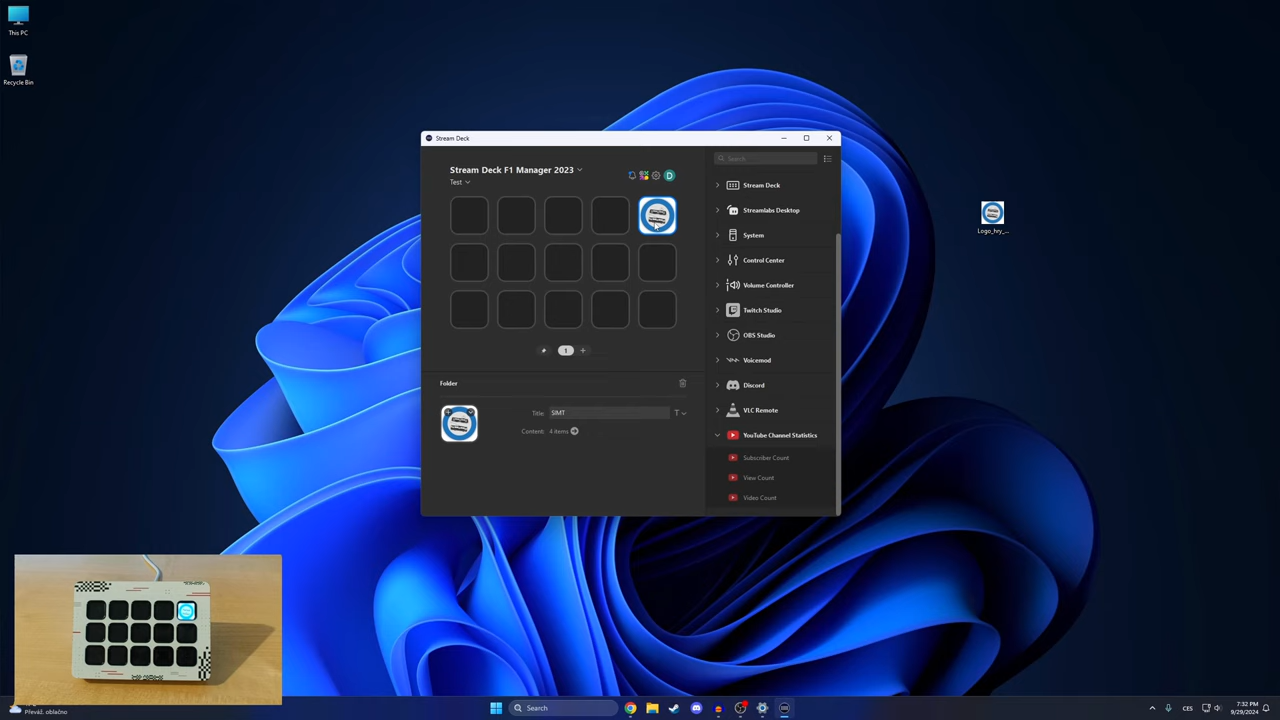 This PC
Recycle Bin
Stream Deck
Stream Deck F1 Manager 2023
Test
D
1
+
Folder
Title:
SIMT
T
Content:
4 items
Search
Stream Deck
Streamlabs Desktop
System
Control Center
Volume Controller
Twitch Studio
OBS Studio
Voicemod
Discord
VLC Remote
YouTube Channel Statistics
Subscriber Count
View Count
Video Count
Logo_hry_...
Převáž. oblačno
Search
CES
7:32 PM
9/29/2024